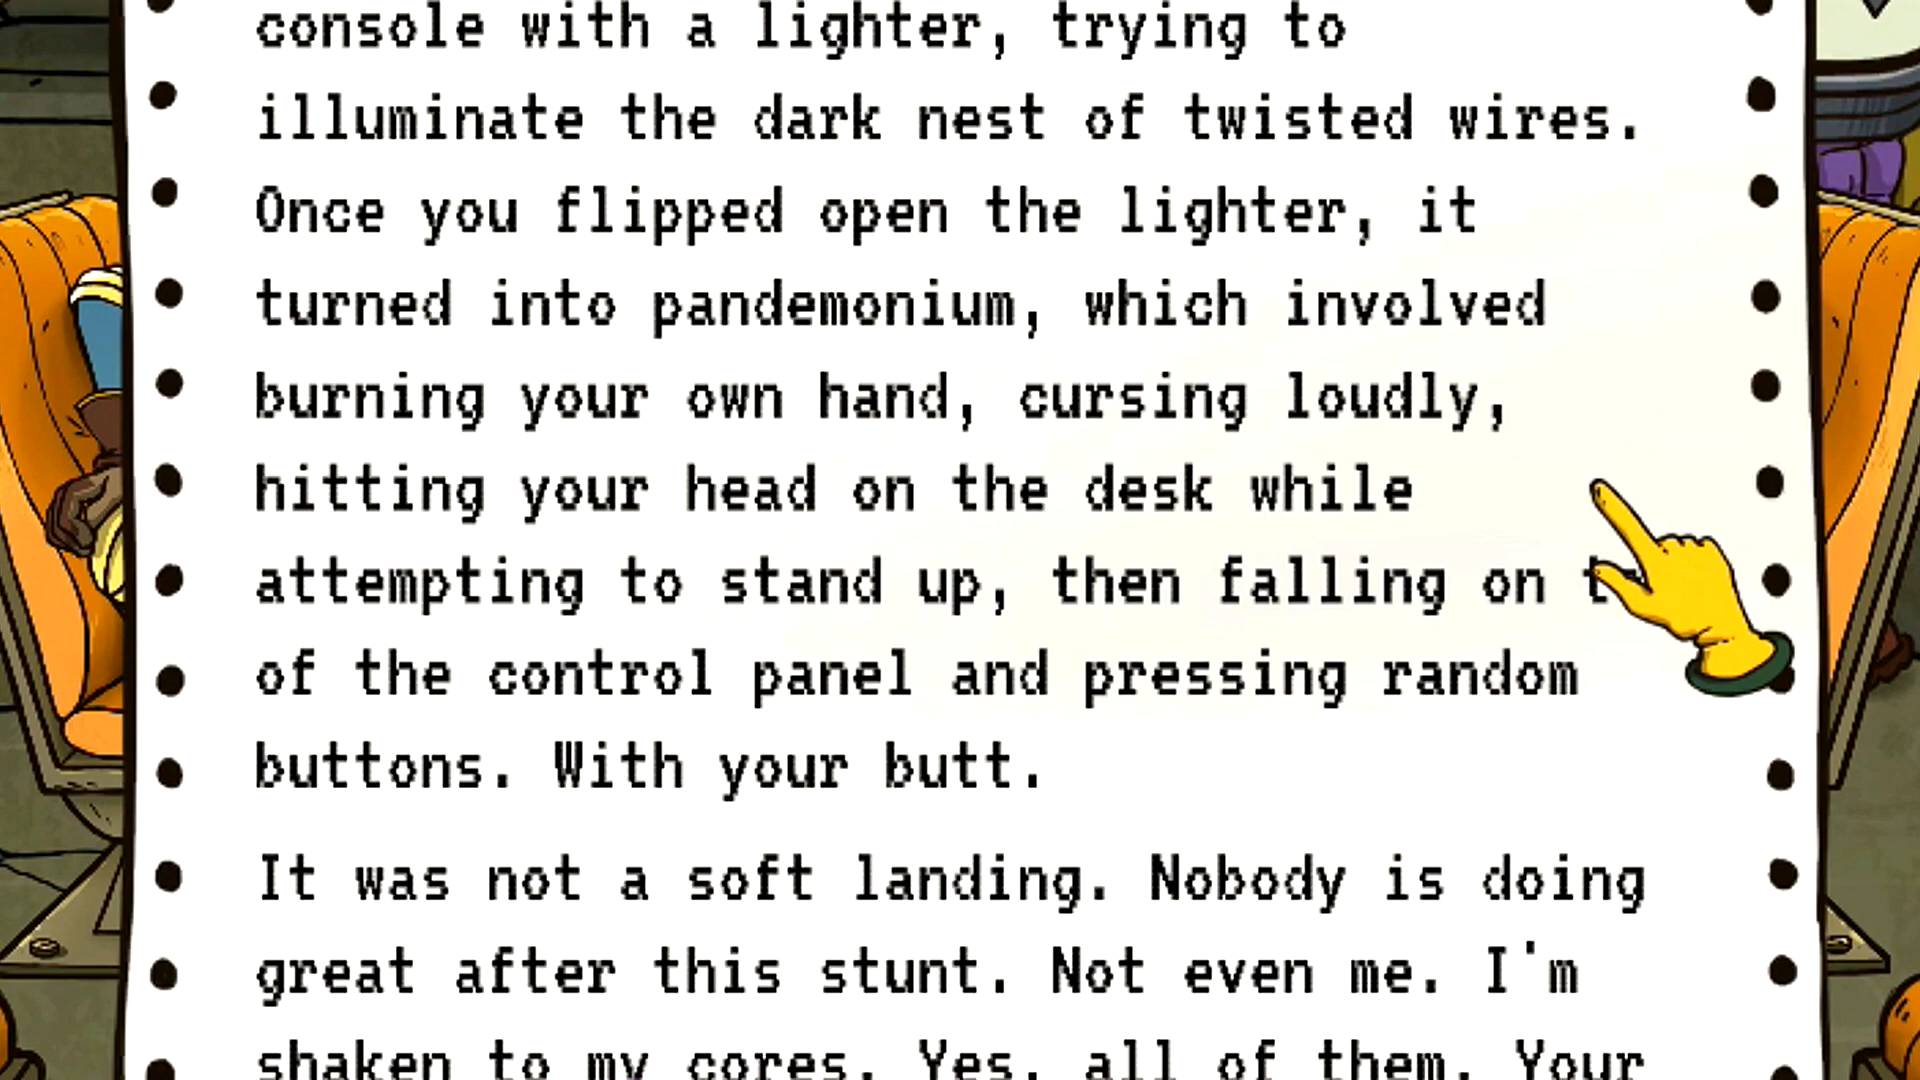 console with a lighter, trying to
illuminate the dark nest of twisted wires.
Once you flipped open the lighter, it
turned into pandemonium, which involved
burning your own hand, cursing loudly,
hitting your head on the desk while
attempting to stand up, then falling on
of the control panel and pressing random
buttons. With your butt.
It was not a soft landing. Nobody is doing
great after this stunt. Not even me. I'm
shaken to my cores. Yes, all of them. Your